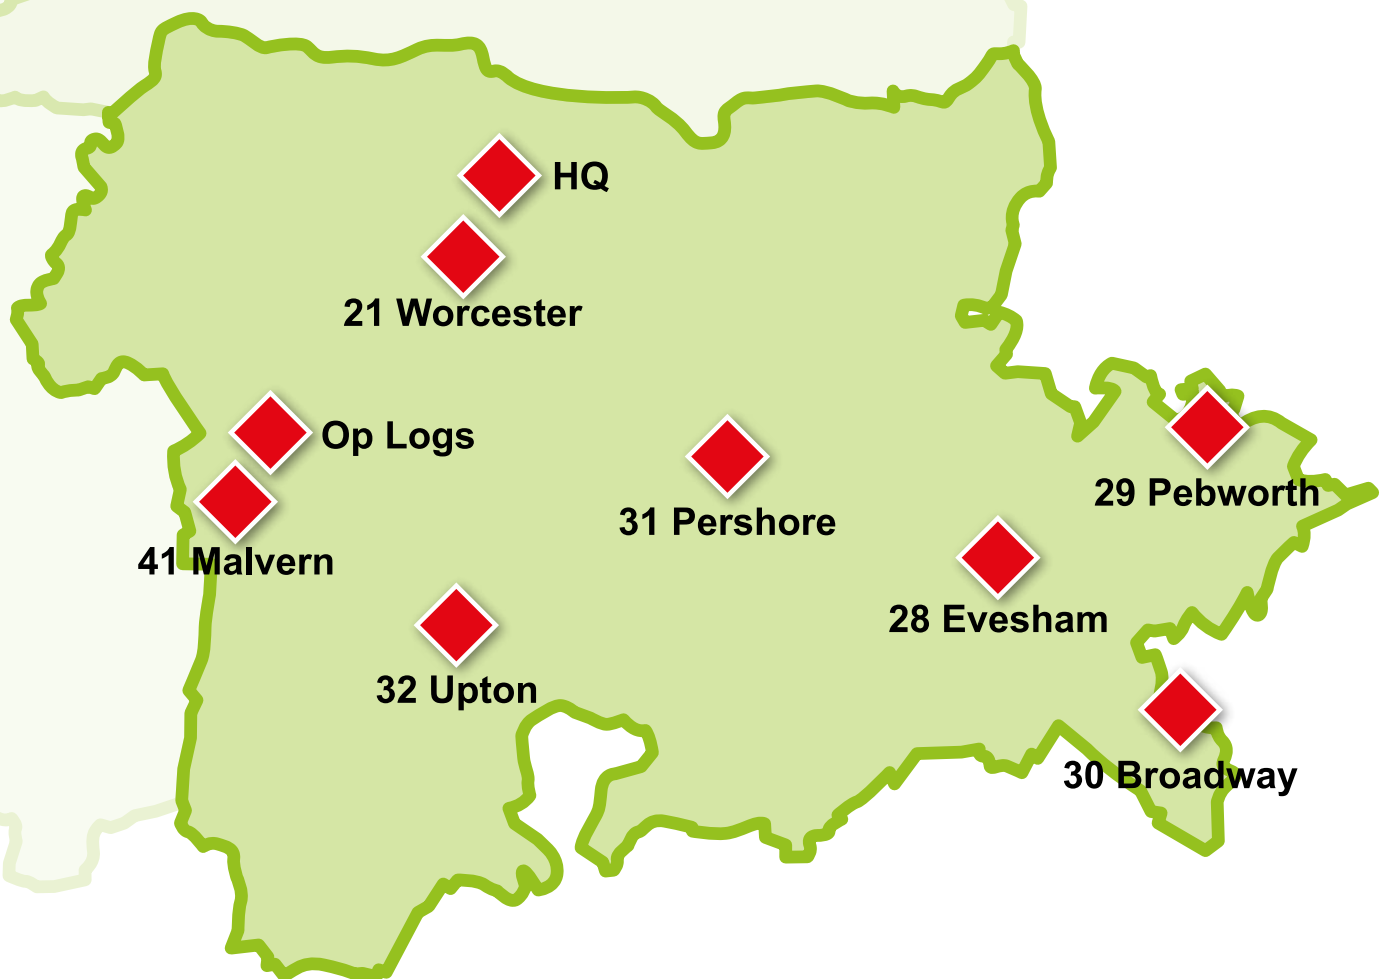 HQ
21 Worcester
Op Logs
29 Pebworth
31 Pershore
41 Malvern
28 Evesham
32 Upton
30 Broadway